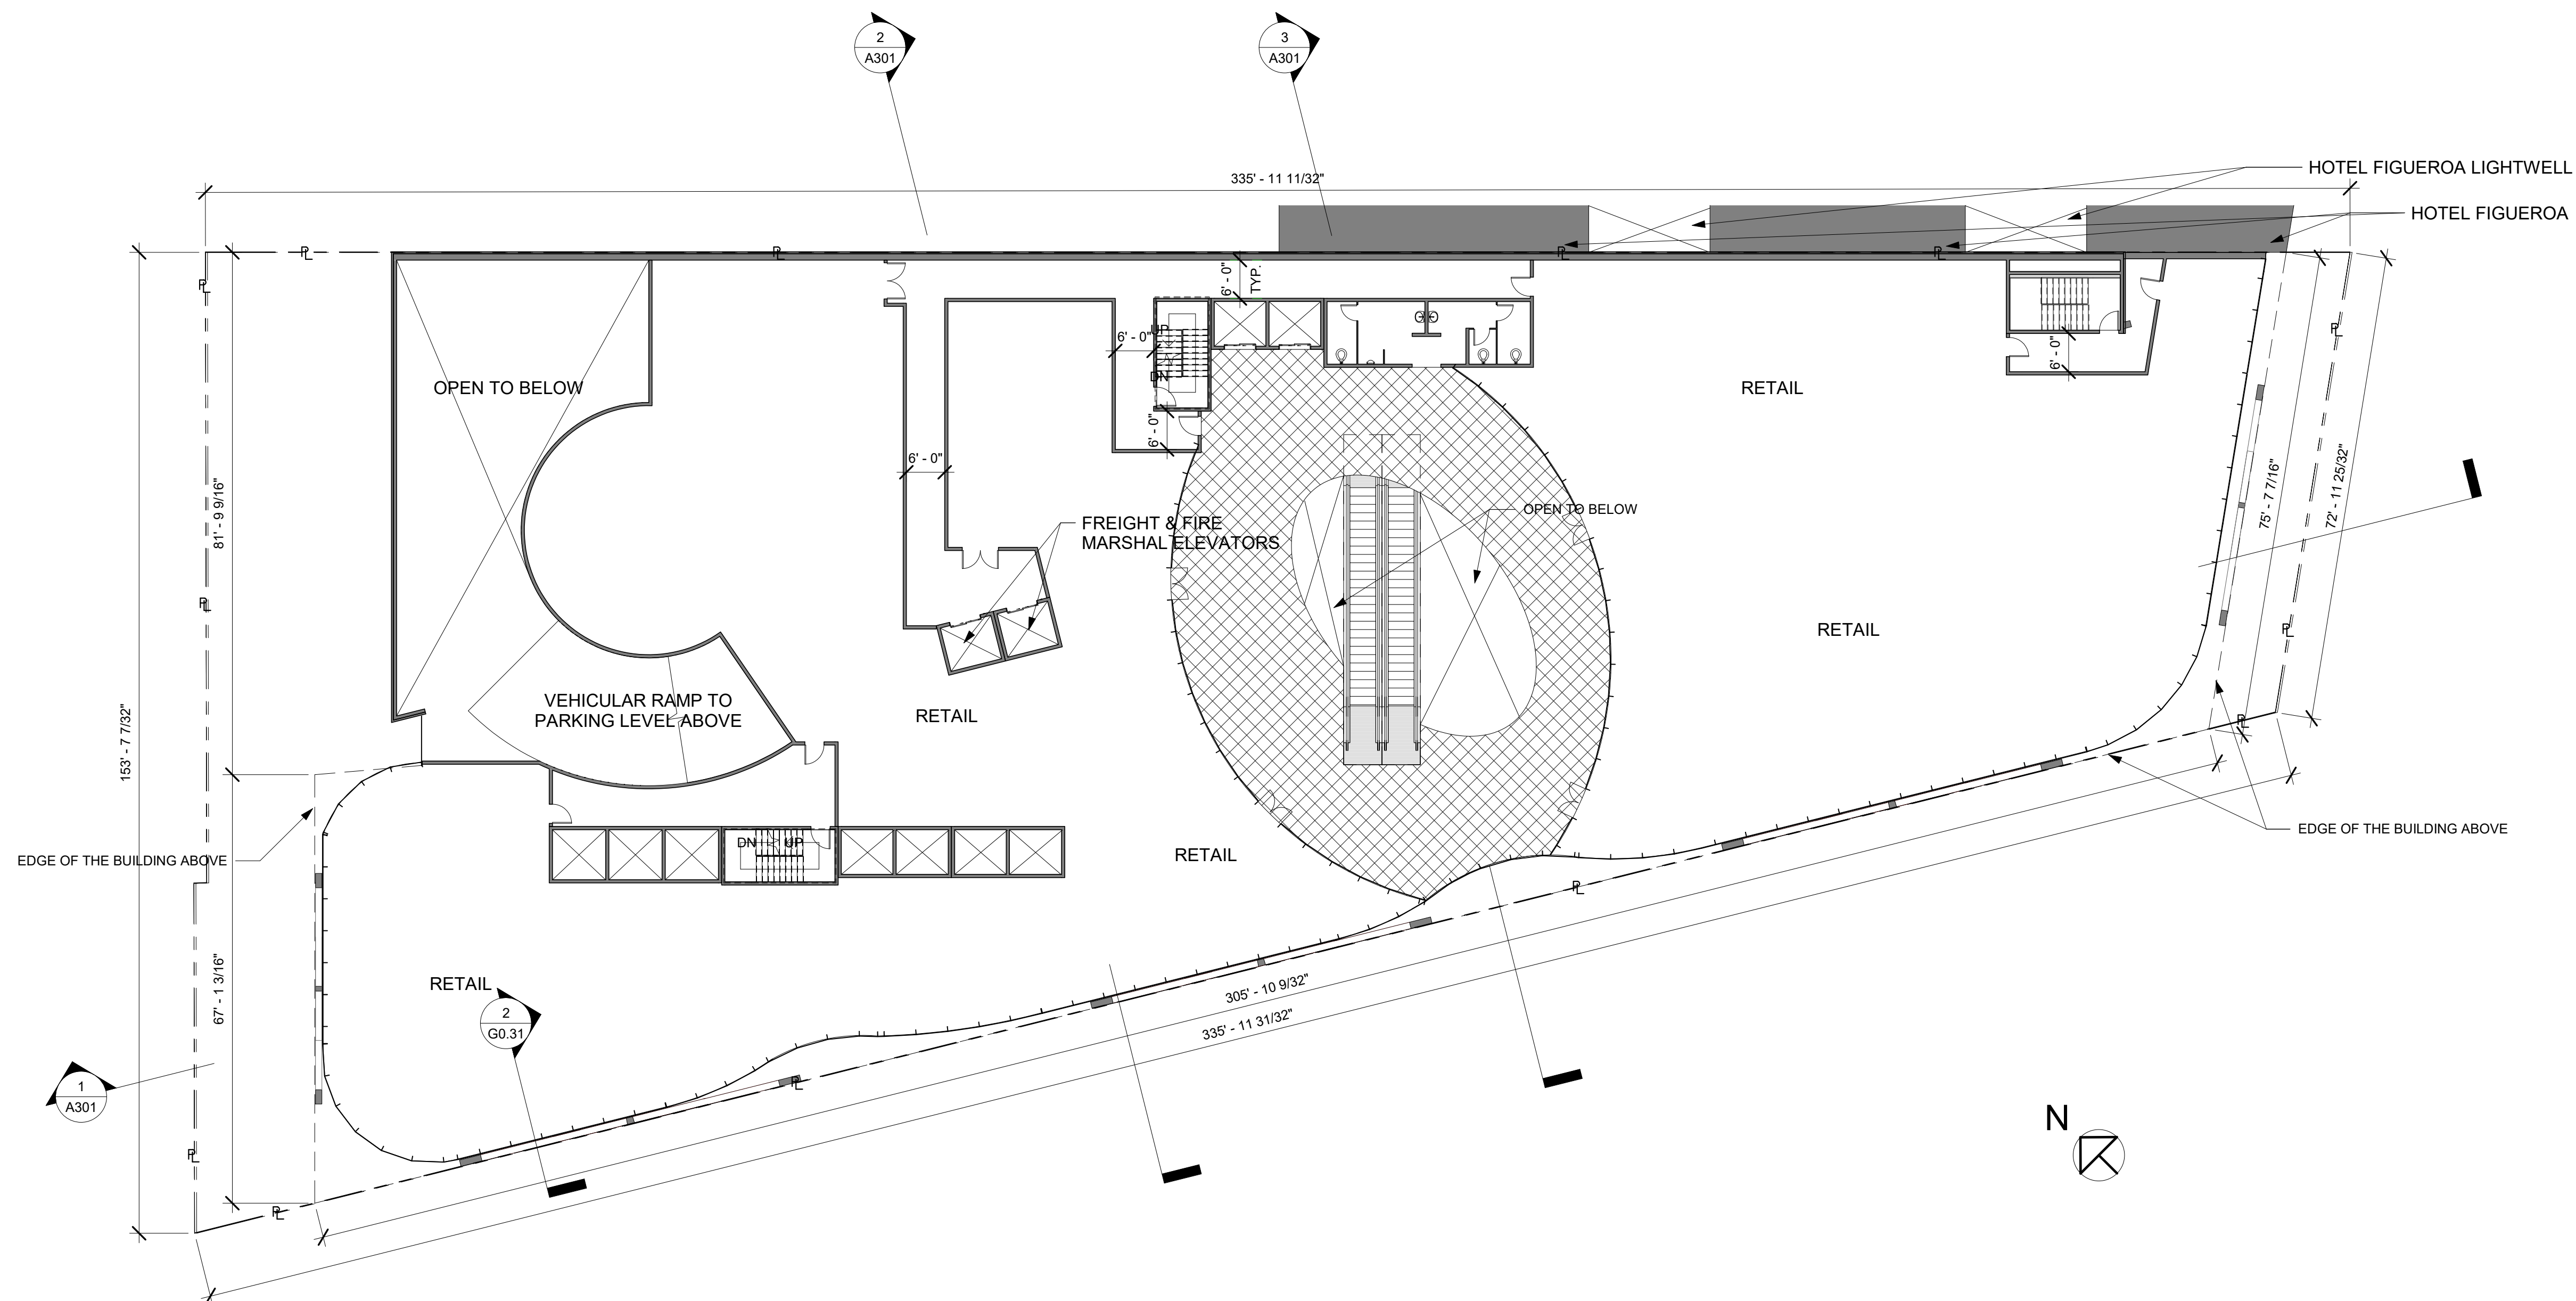 2
A301
3
A301
335' - 11 11/32"
HOTEL FIGUEROA LIGHTWELL
HOTEL FIGUEROA
PL
PL
PL
PL
PL
PL
6' - 0"
TYP.
UP
6' - 0"
DN
6' - 0"
6' - 0"
6' - 0"
OPEN TO BELOW
RETAIL
81' - 9 9/16"
75' - 7 7/16"
72' - 11 25/32"
OPEN TO BELOW
FREIGHT & FIRE
MARSHAL ELEVATORS
PL
RETAIL
PL
VEHICULAR RAMP TO
PARKING LEVEL ABOVE
RETAIL
153' - 7 7/32"
PL
EDGE OF THE BUILDING ABOVE
DN
UP
RETAIL
EDGE OF THE BUILDING ABOVE
PL
67' - 1 3/16"
RETAIL
305' - 10 9/32"
335' - 11 31/32"
2
G0.31
1
A301
PL
PL
PL
N